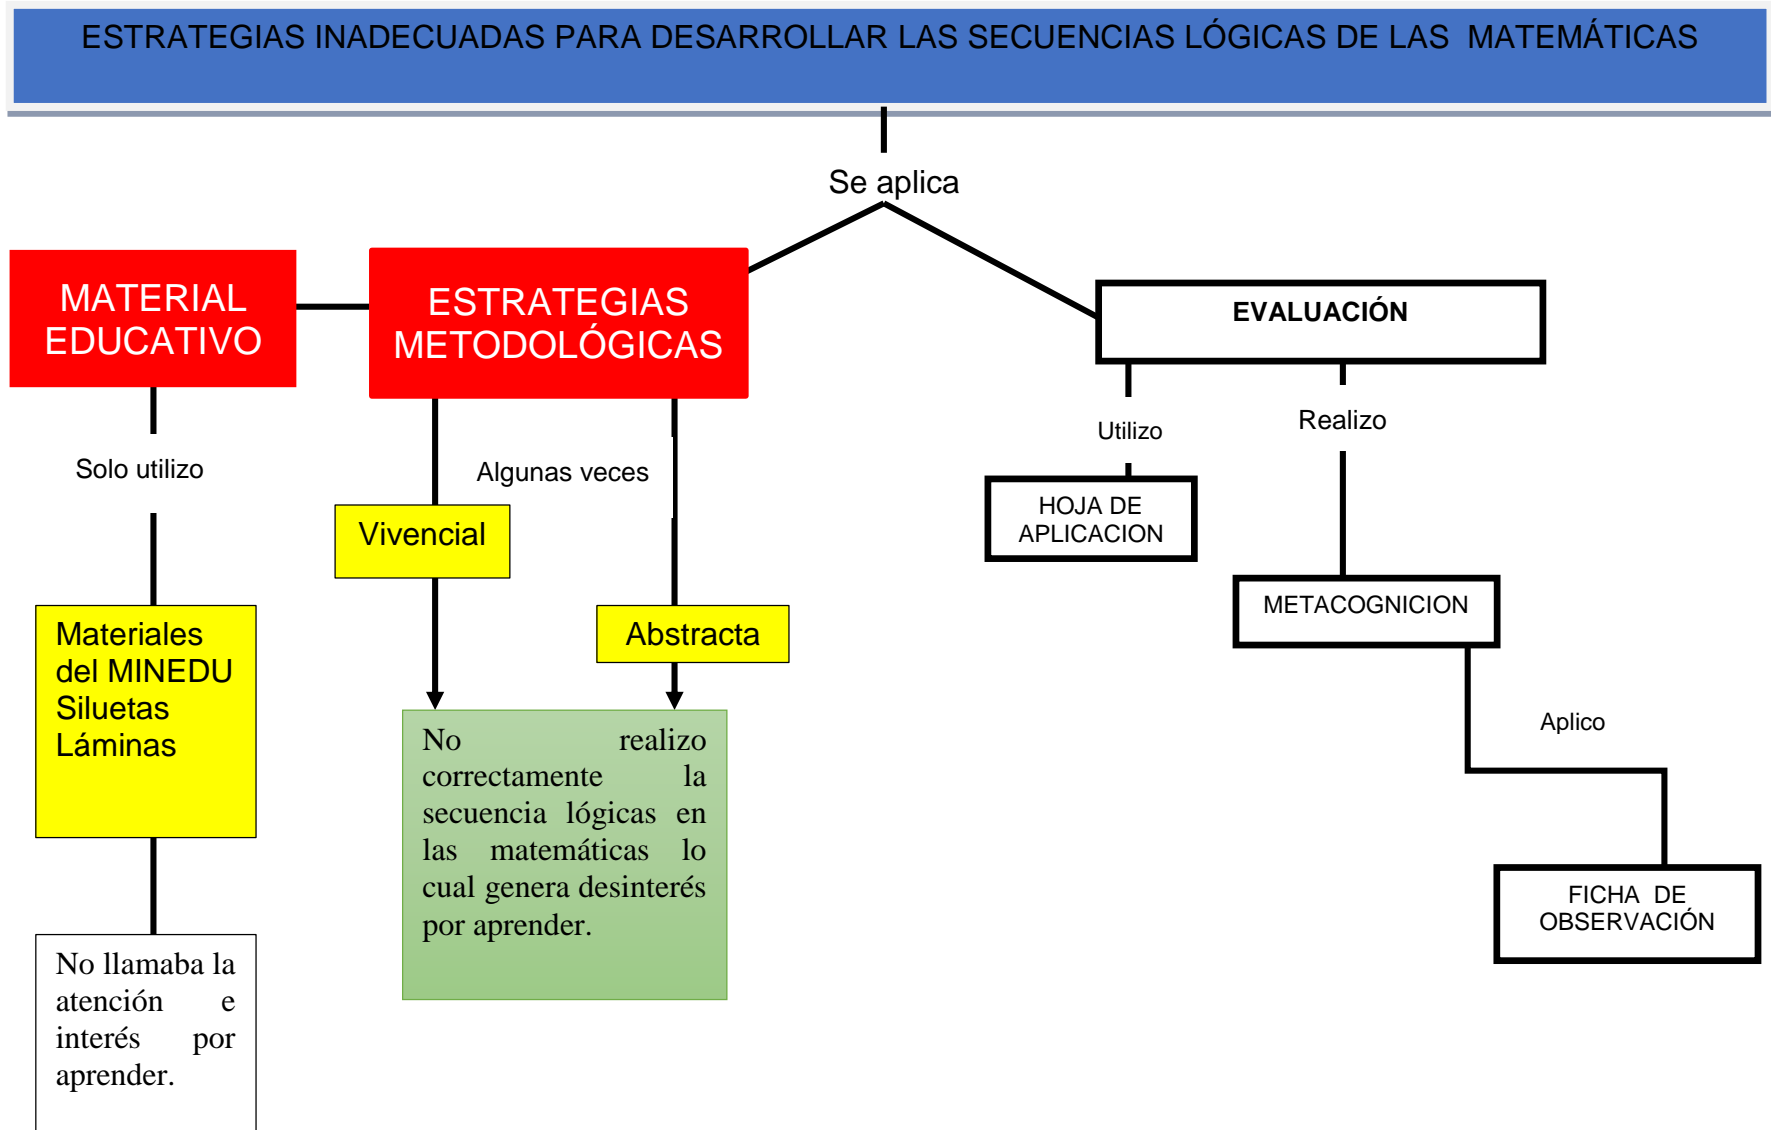 ESTRATEGIAS INADECUADAS PARA DESARROLLAR LAS SECUENCIAS LÓGICAS DE LAS MATEMÁTICAS
Se aplica
MATERIAL
EDUCATIVO
ESTRATEGIAS
METODOLÓGICAS
EVALUACIÓN
Solo utilizo
Algunas veces
Utilizo
Realizo
Vivencial
HOJA DE
APLICACION
Materiales
del MINEDU
Siluetas
Láminas
Abstracta
METACOGNICION
No realizo
correctamente la
secuencia lógicas en
las matemáticas lo
cual genera desinterés
por aprender.
Aplico
FICHA DE
OBSERVACIÓN
No llamaba la
atención e
interés por
aprender.